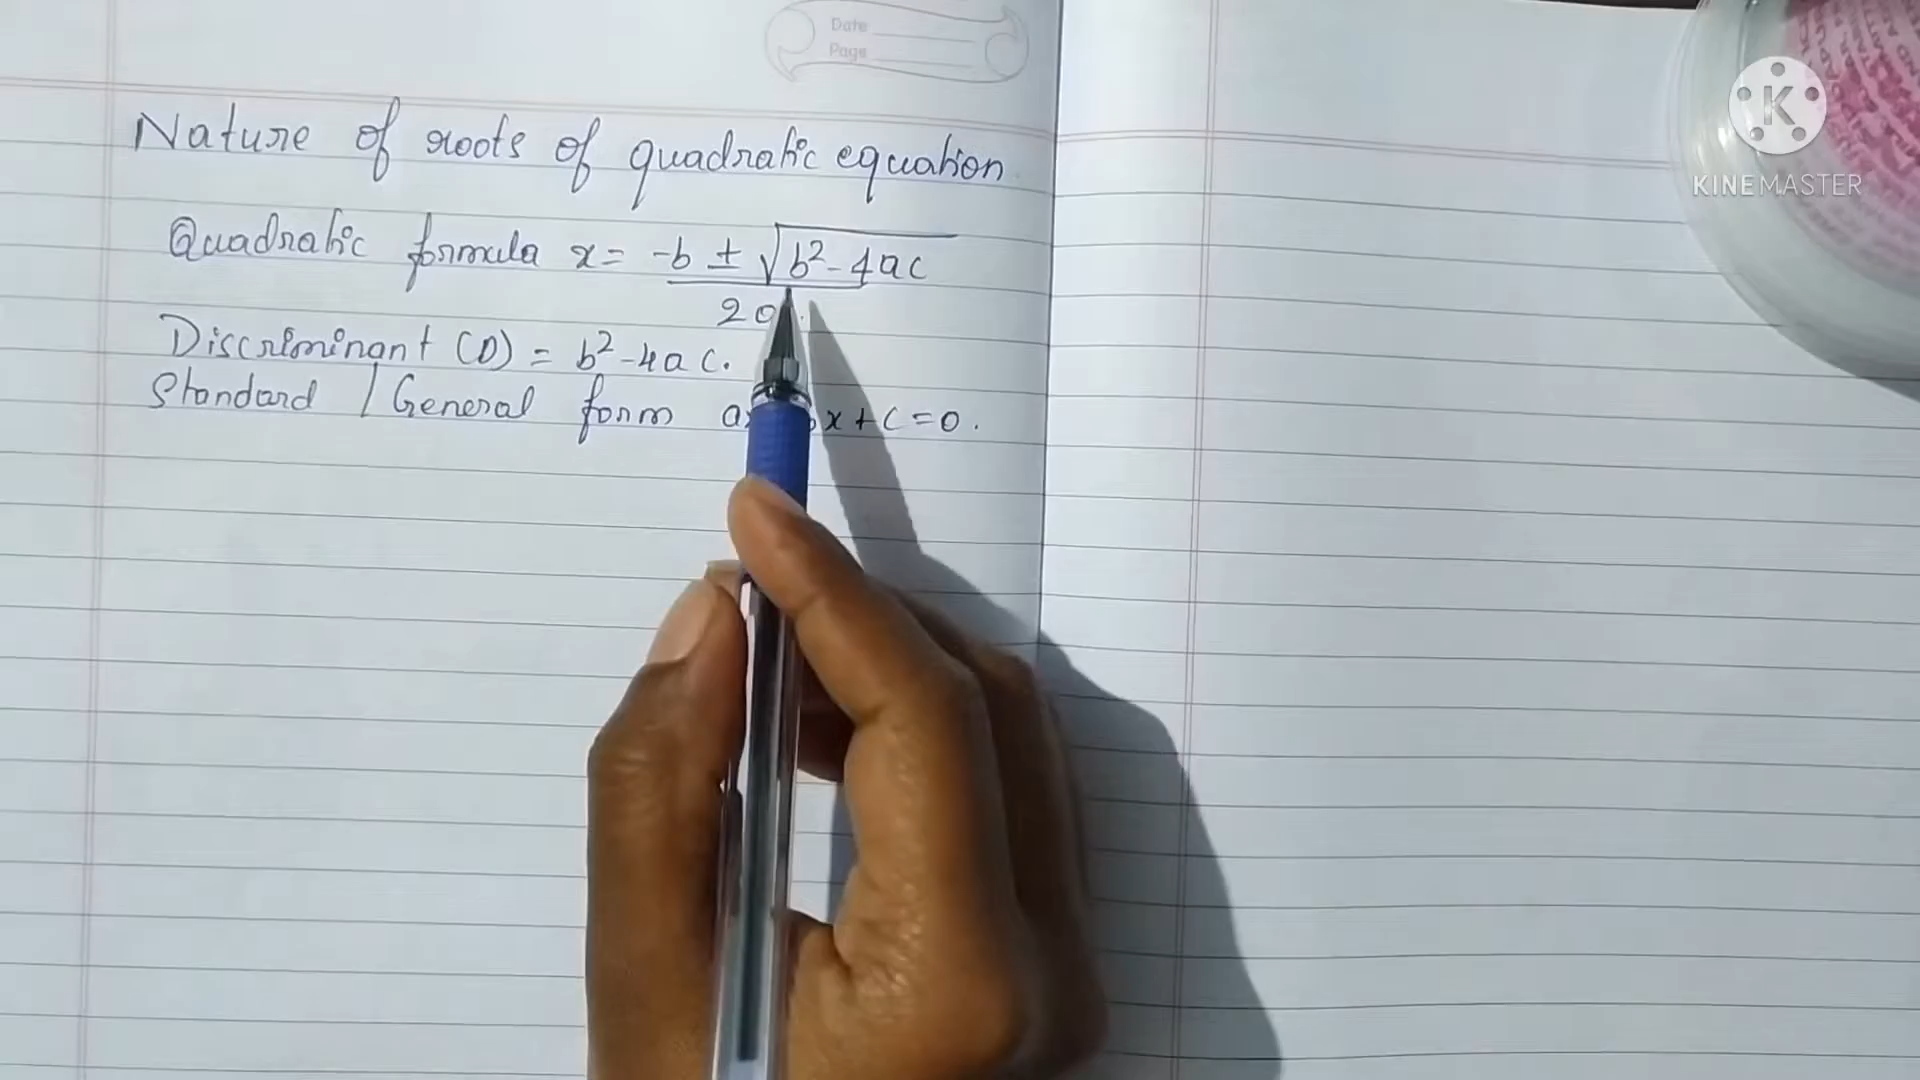 Date
Page
KINEMASTER
Nature of roots of quadratic equation
Quadratic formula x = -b ± √b² - 4ac
2a
Discriminant (D) = b² - 4ac.
Standard / General form x + c = 0.